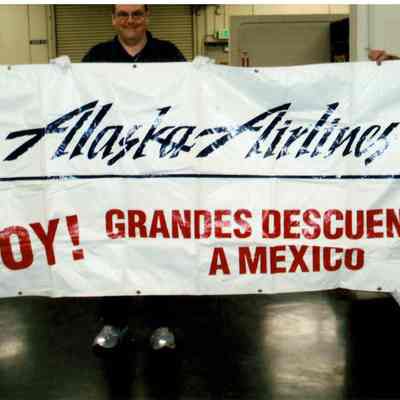 Alaska Airlines
OY! GRANDES DESCUEN
A MEXICO